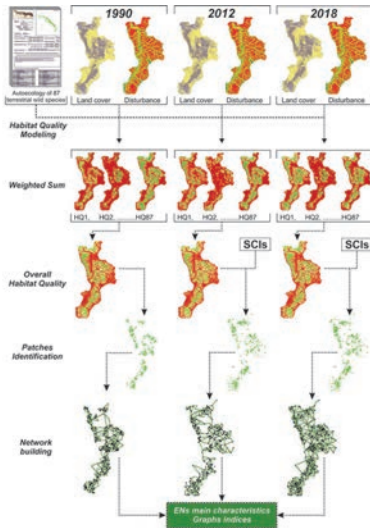 1990 2012 2018
Autoecology of 87
terrestrial wild species
Land cover Disturbance Land cover Disturbance Land cover Disturbance
Habitat Quality
Modeling
Weighted Sum
HQ1, HQ2.......HQ87 HQ1, HQ2.......HQ87 HQ1, HQ2.......HQ87
SCIs SCIs
Overall
Habitat Quality
Patches
Identification
Network
building
ENs main characteristics
Graphs indices